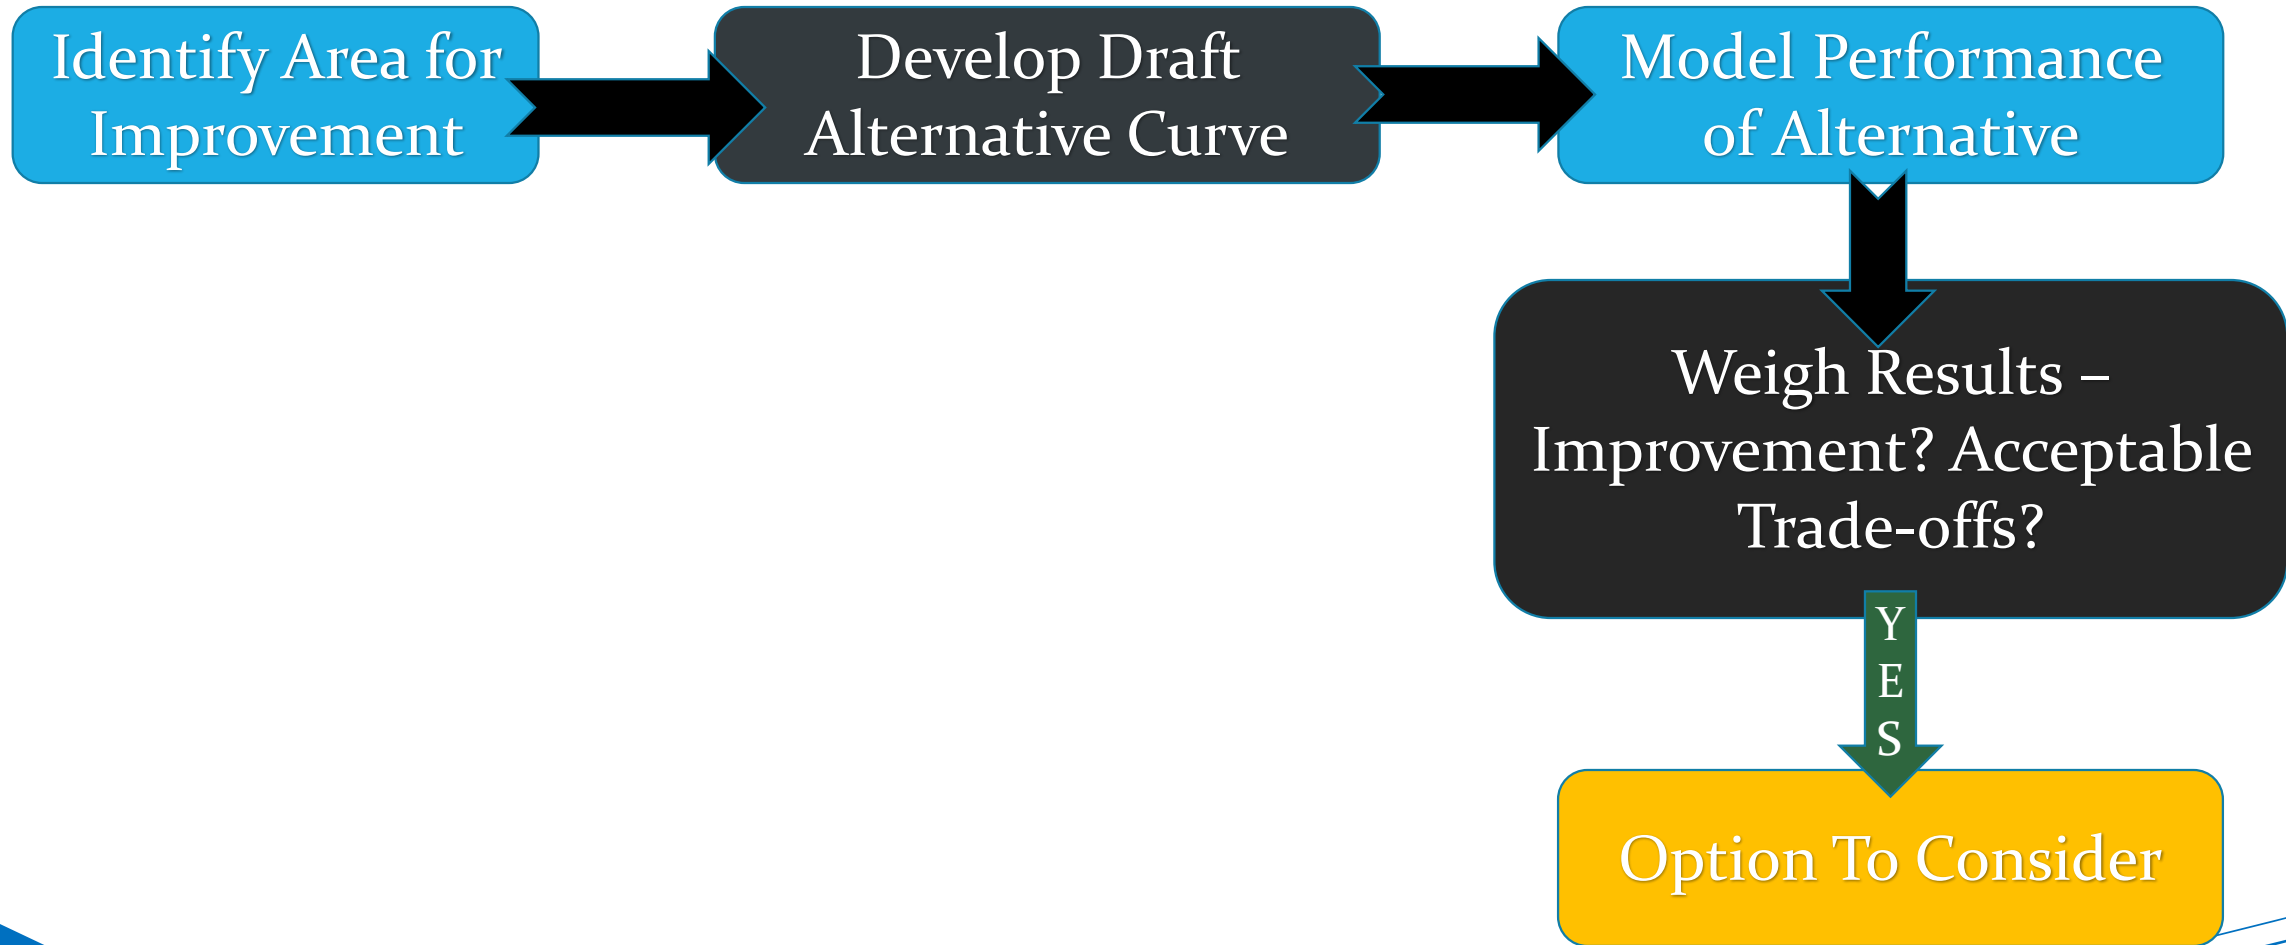 Identify Area for
Improvement
Develop Draft
Alternative Curve
Model Performance
of Alternative
Weigh Results –
Improvement? Acceptable
Trade-offs?
Y
E
S
Option To Consider